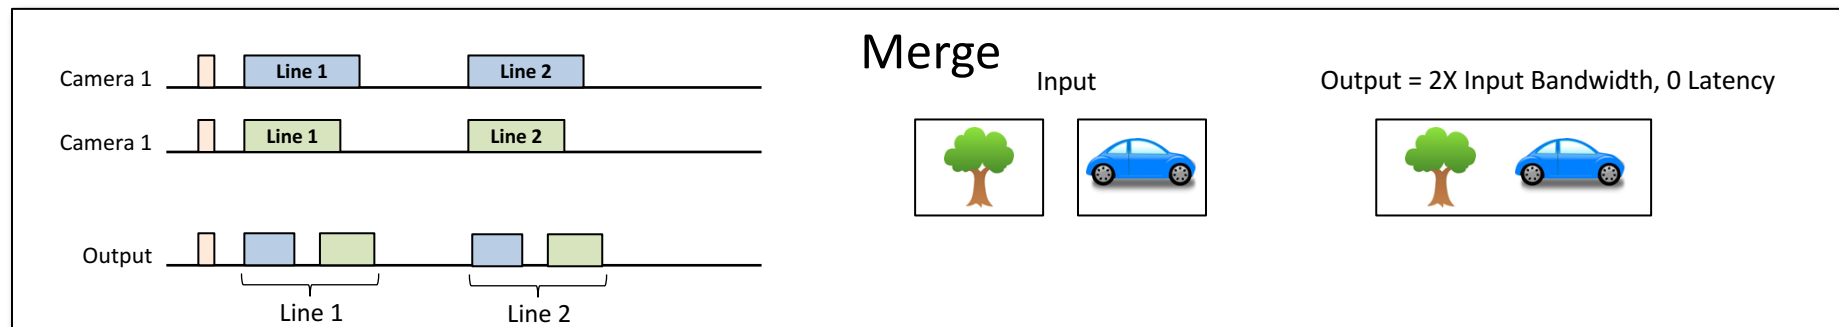 Merge
Camera 1
Line 1
Line 2
Camera 1
Line 1
Line 2
Output
Line 1
Line 2
Input
Output = 2X Input Bandwidth, 0 Latency